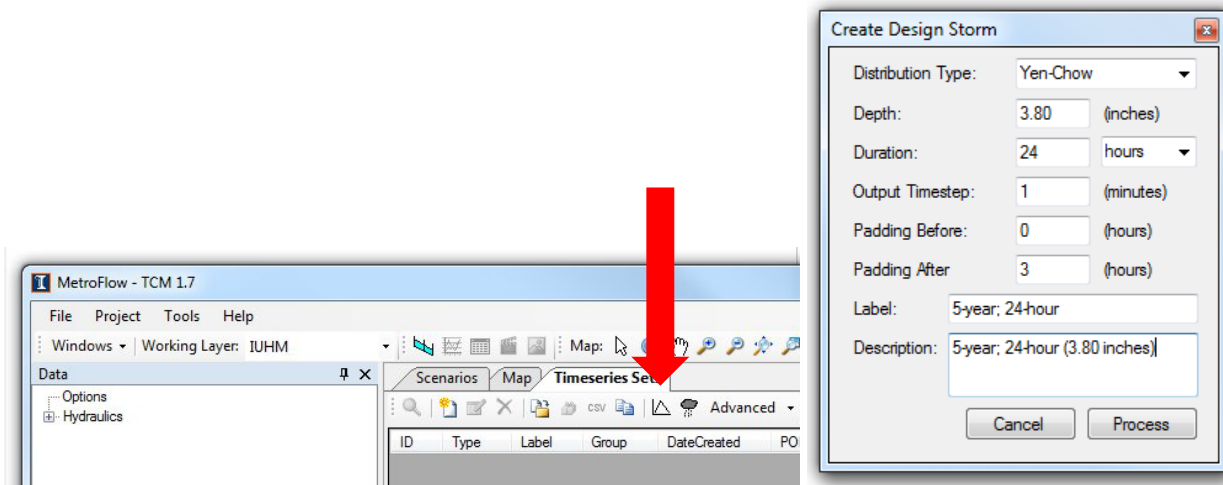 MetroFlow - TCM 1.7
File Project Tools Help
Windows Working Layer: IUHM Map:
Data
Options
Hydraulics
Scenarios Map Timeseries Set
csv Advanced
ID Type Label Group DateCreated PO
Create Design Storm
Distribution Type: Yen-Chow
Depth: 3.80 (inches)
Duration: 24 hours
Output Timestep: 1 (minutes)
Padding Before: 0 (hours)
Padding After 3 (hours)
Label: 5-year; 24-hour
Description: 5-year; 24-hour (3.80 inches)
Cancel Process